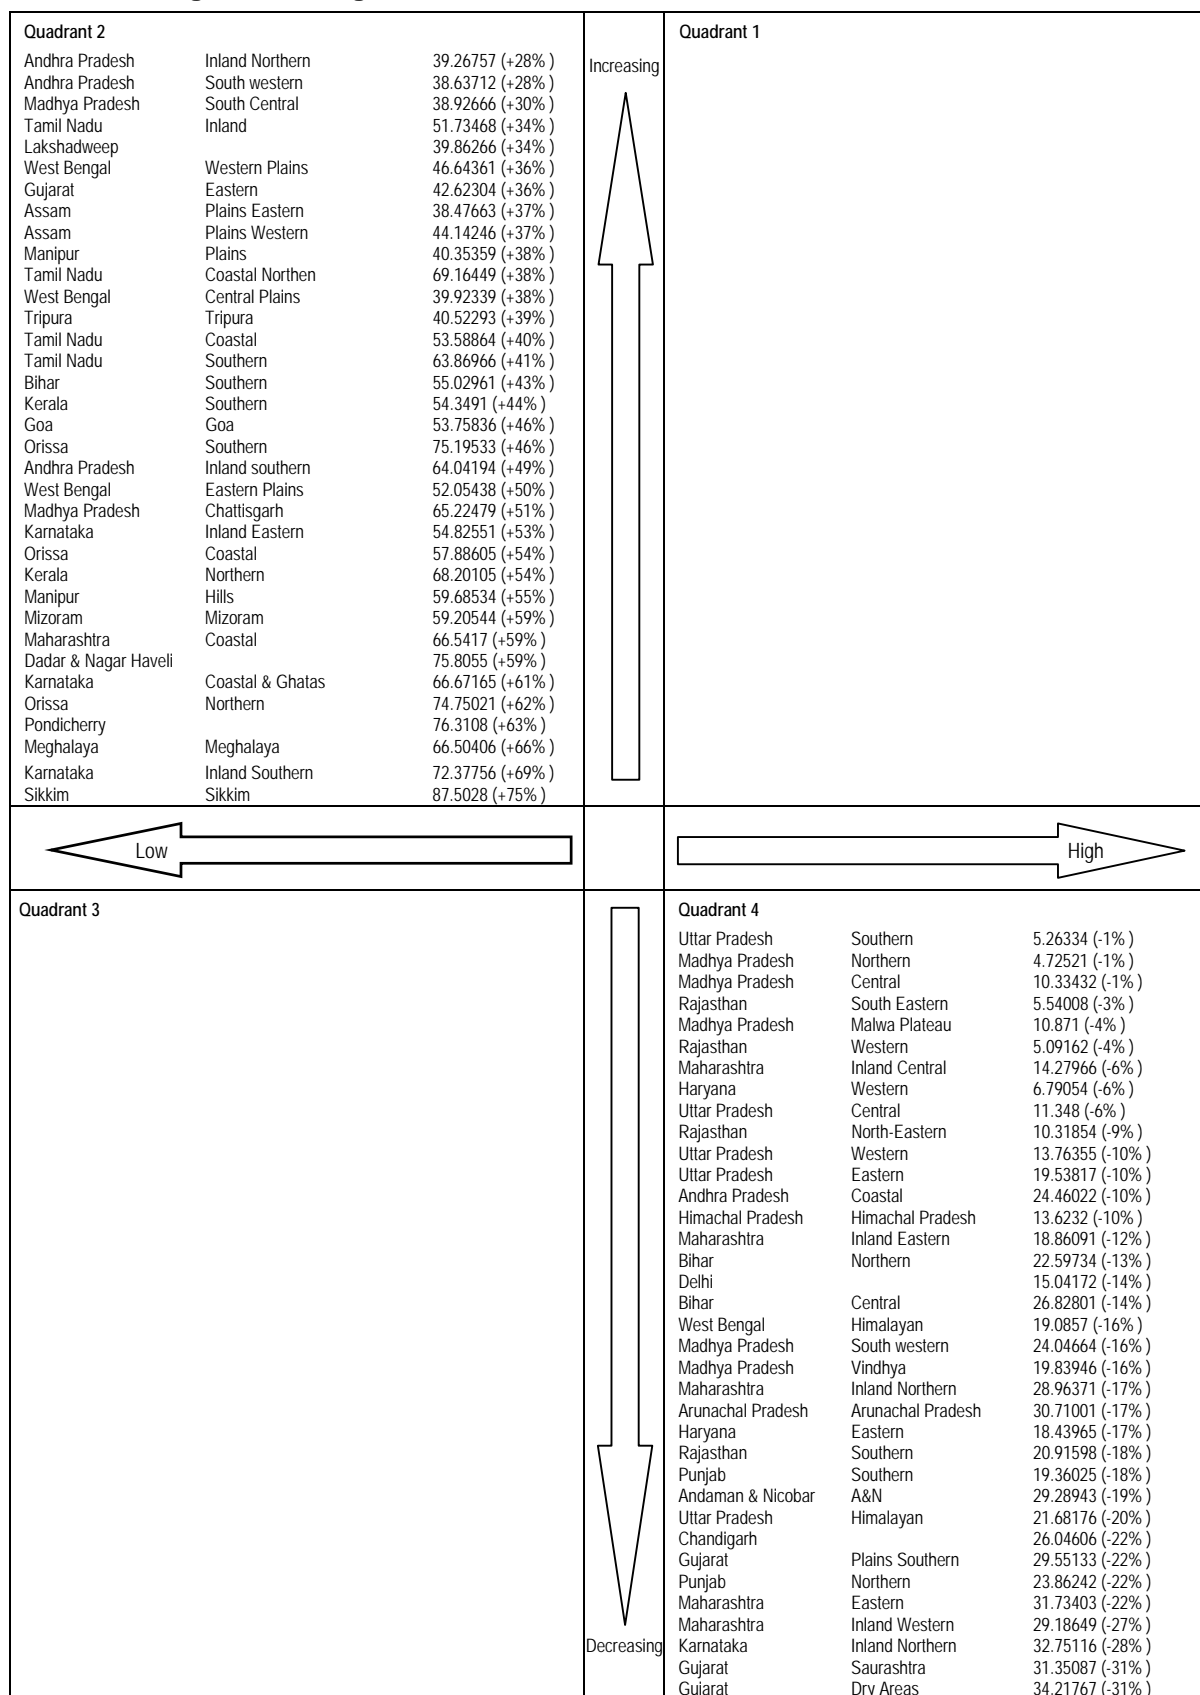 Quadrant 2
Andhra Pradesh Inland Northern 39.26757 (+28% )
Andhra Pradesh South western 38.63712 (+28% )
Madhya Pradesh South Central 38.92666 (+30% )
Tamil Nadu Inland 51.73468 (+34% )
Lakshadweep 39.86266 (+34% )
West Bengal Western Plains 46.64361 (+36% )
Gujarat Eastern 42.62304 (+36% )
Assam Plains Eastern 38.47663 (+37% )
Assam Plains Western 44.14246 (+37% )
Manipur Plains 40.35359 (+38% )
Tamil Nadu Coastal Northen 69.16449 (+38% )
West Bengal Central Plains 39.92339 (+38% )
Tripura Tripura 40.52293 (+39% )
Tamil Nadu Coastal 53.58864 (+40% )
Tamil Nadu Southern 63.86966 (+41% )
Bihar Southern 55.02961 (+43% )
Kerala Southern 54.3491 (+44% )
Goa Goa 53.75836 (+46% )
Orissa Southern 75.19533 (+46% )
Andhra Pradesh Inland southern 64.04194 (+49% )
West Bengal Eastern Plains 52.05438 (+50% )
Madhya Pradesh Chattisgarh 65.22479 (+51% )
Karnataka Inland Eastern 54.82551 (+53% )
Orissa Coastal 57.88605 (+54% )
Kerala Northern 68.20105 (+54% )
Manipur Hills 59.68534 (+55% )
Mizoram Mizoram 59.20544 (+59% )
Maharashtra Coastal 66.5417 (+59% )
Dadar & Nagar Haveli 75.8055 (+59% )
Karnataka Coastal & Ghatas 66.67165 (+61% )
Orissa Northern 74.75021 (+62% )
Pondicherry 76.3108 (+63% )
Meghalaya Meghalaya 66.50406 (+66% )
Karnataka Inland Southern 72.37756 (+69% )
Sikkim Sikkim 87.5028 (+75% )
Increasing
Quadrant 1
Low
High
Quadrant 3
Decreasing
Quadrant 4
Uttar Pradesh Southern 5.26334 (-1% )
Madhya Pradesh Northern 4.72521 (-1% )
Madhya Pradesh Central 10.33432 (-1% )
Rajasthan South Eastern 5.54008 (-3% )
Madhya Pradesh Malwa Plateau 10.871 (-4% )
Rajasthan Western 5.09162 (-4% )
Maharashtra Inland Central 14.27966 (-6% )
Haryana Western 6.79054 (-6% )
Uttar Pradesh Central 11.348 (-6% )
Rajasthan North-Eastern 10.31854 (-9% )
Uttar Pradesh Western 13.76355 (-10% )
Uttar Pradesh Eastern 19.53817 (-10% )
Andhra Pradesh Coastal 24.46022 (-10% )
Himachal Pradesh Himachal Pradesh 13.6232 (-10% )
Maharashtra Inland Eastern 18.86091 (-12% )
Bihar Northern 22.59734 (-13% )
Delhi 15.04172 (-14% )
Bihar Central 26.82801 (-14% )
West Bengal Himalayan 19.0857 (-16% )
Madhya Pradesh South western 24.04664 (-16% )
Madhya Pradesh Vindhya 19.83946 (-16% )
Maharashtra Inland Northern 28.96371 (-17% )
Arunachal Pradesh Arunachal Pradesh 30.71001 (-17% )
Haryana Eastern 18.43965 (-17% )
Rajasthan Southern 20.91598 (-18% )
Punjab Southern 19.36025 (-18% )
Andaman & Nicobar A&N 29.28943 (-19% )
Uttar Pradesh Himalayan 21.68176 (-20% )
Chandigarh 26.04606 (-22% )
Gujarat Plains Southern 29.55133 (-22% )
Punjab Northern 23.86242 (-22% )
Maharashtra Eastern 31.73403 (-22% )
Maharashtra Inland Western 29.18649 (-27% )
Karnataka Inland Northern 32.75116 (-28% )
Gujarat Saurashtra 31.35087 (-31% )
Gujarat Dry Areas 34.21767 (-31% )